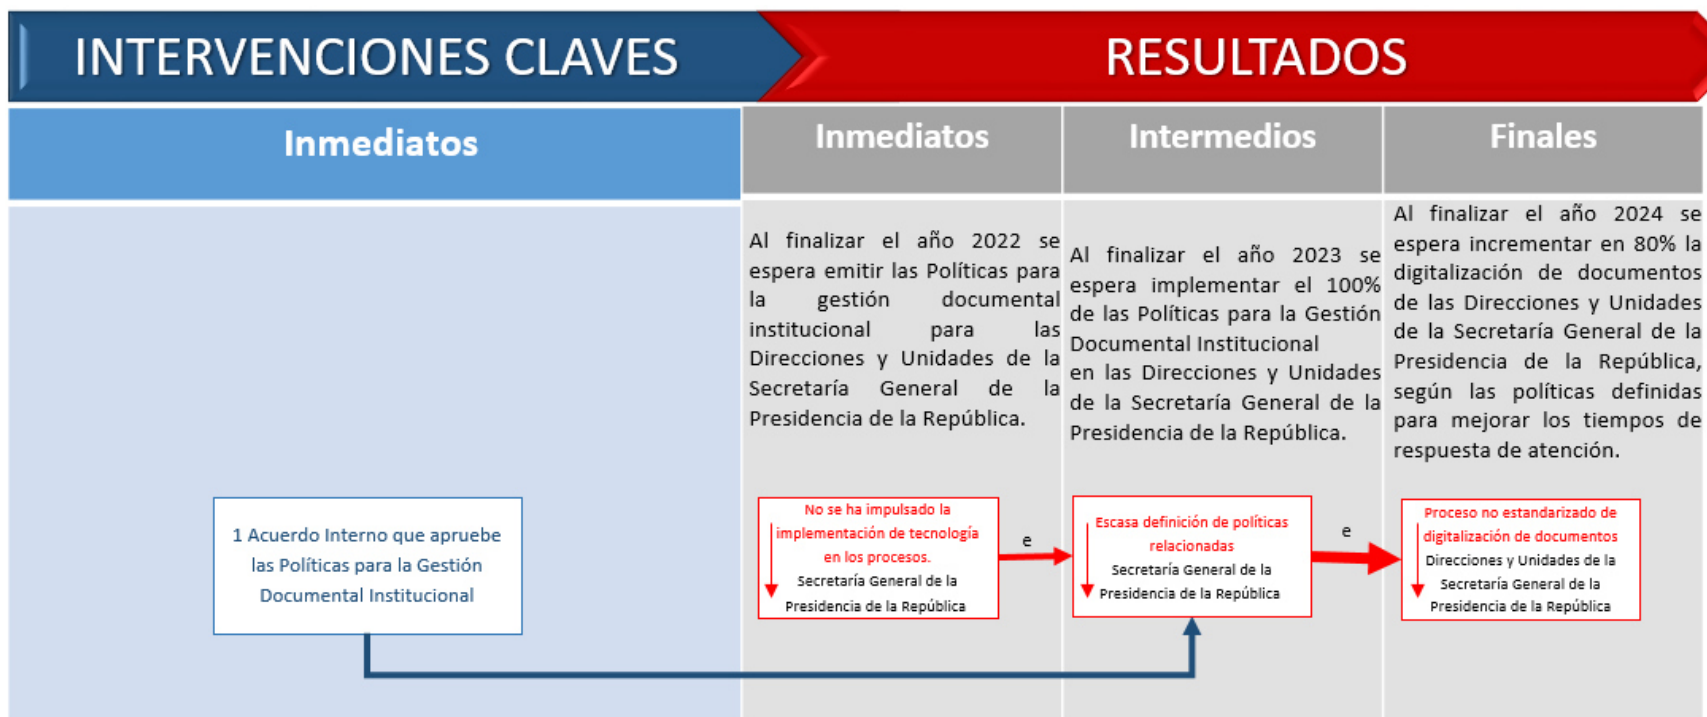 INTERVENCIONES CLAVES
RESULTADOS
Inmediatos
Inmediatos
Intermedios
Finales
Al finalizar el año 2022 se
espera emitir las Políticas para
la gestión documental
institucional para las
Direcciones y Unidades de la
Secretaría General de la
Presidencia de la República.
Al finalizar el año 2023 se
espera implementar el 100%
de las Políticas para la Gestión
Documental Institucional
en las Direcciones y Unidades
de la Secretaría General de la
Presidencia de la República.
Al finalizar el año 2024 se
espera incrementar en 80% la
digitalización de documentos
de las Direcciones y Unidades
de la Secretaría General de la
Presidencia de la República,
según las políticas definidas
para mejorar los tiempos de
respuesta de atención.
1 Acuerdo Interno que apruebe
las Políticas para la Gestión
Documental Institucional
No se ha impulsado la
implementación de tecnología
en los procesos.
Secretaría General de la
Presidencia de la República
e
Escasa definición de políticas
relacionadas
Secretaría General de la
Presidencia de la República
e
Proceso no estandarizado de
digitalización de documentos
Direcciones y Unidades de la
Secretaría General de la
Presidencia de la República